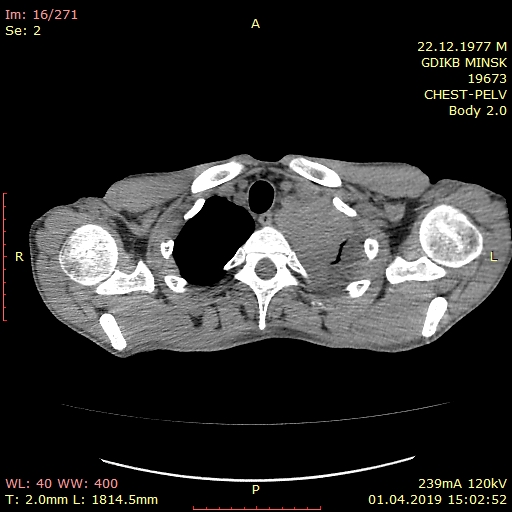 Im: 16/271
Se: 2
A
22.12.1977 M
GDIKB MINSK
19673
CHEST-PELV
Body 2.0
R
L
WL: 40 WW: 400
T: 2.0mm L: 1814.5mm
P
239mA 120kV
01.04.2019 15:02:52